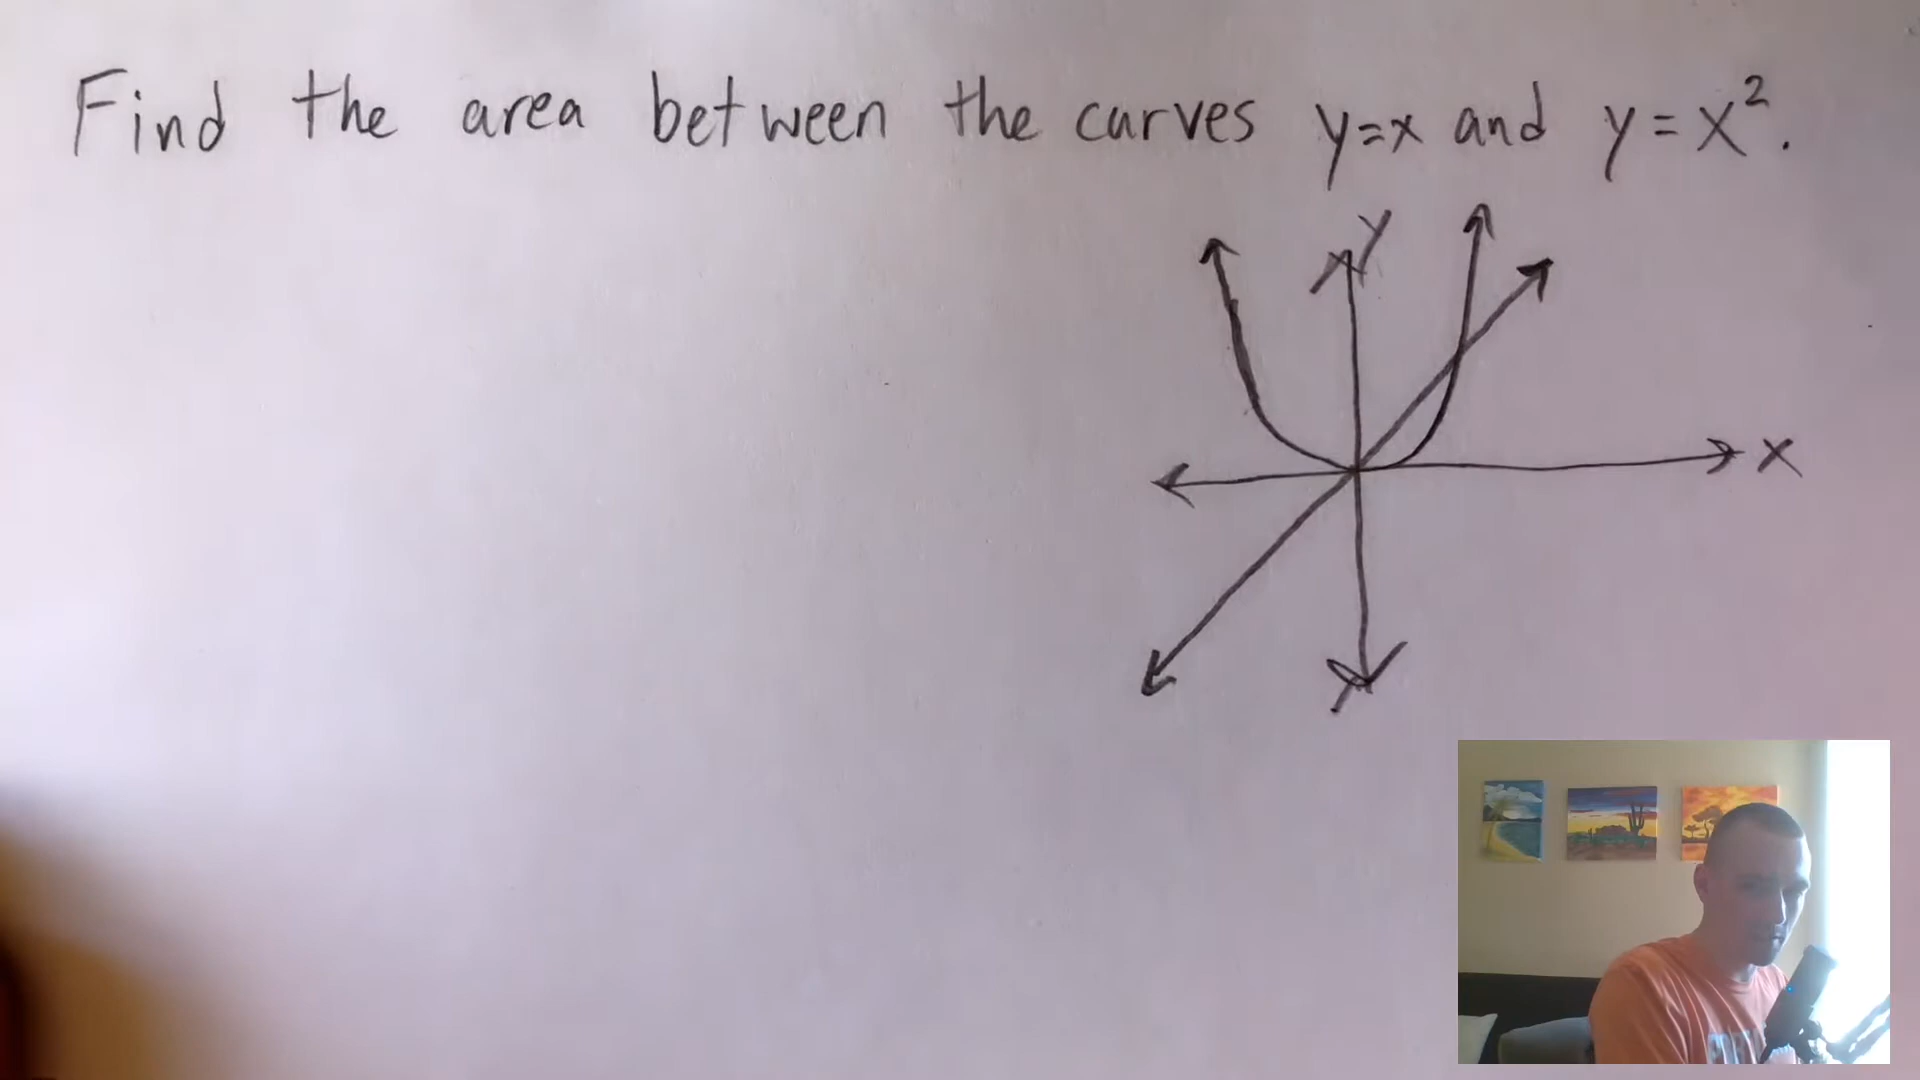 Find the area between the curves y=x and y=x².
y
x